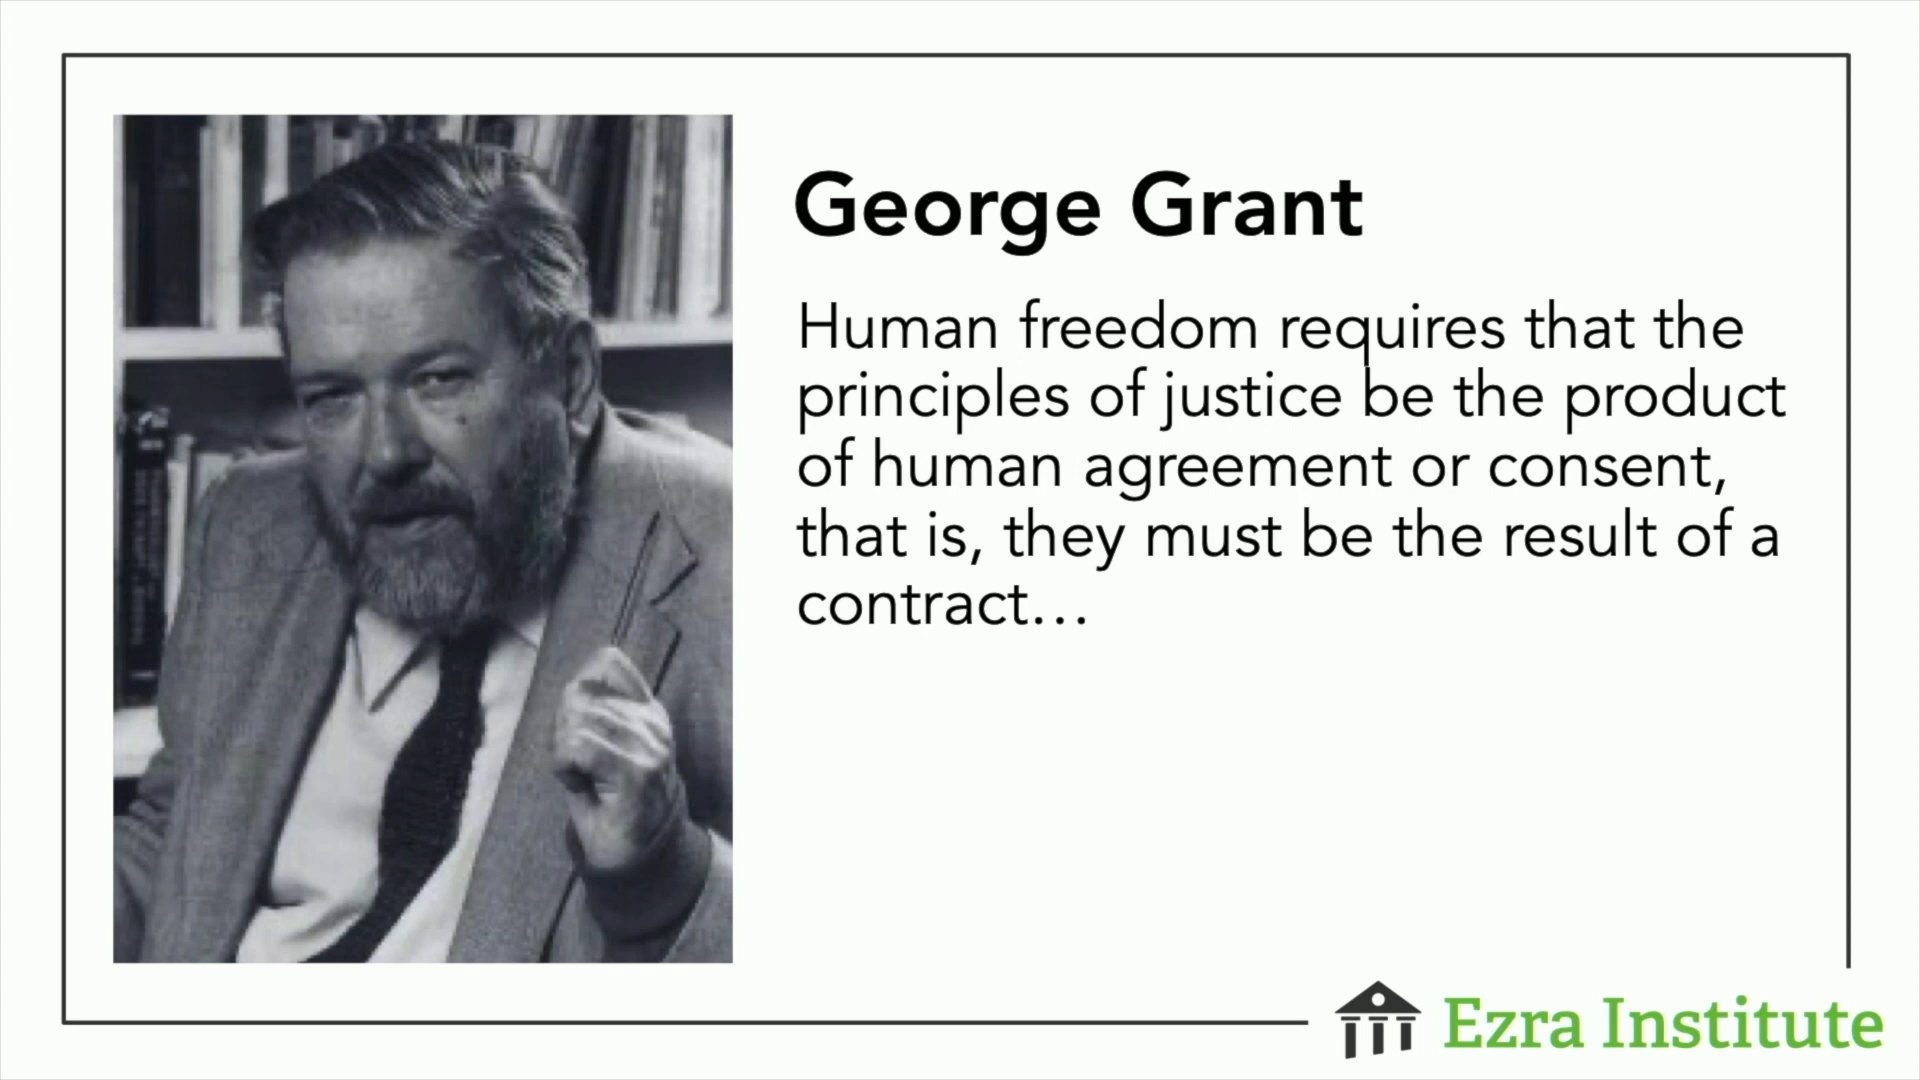 George Grant
Human freedom requires that the
principles of justice be the product
of human agreement or consent,
that is, they must be the result of a
contract…
Ezra Institute